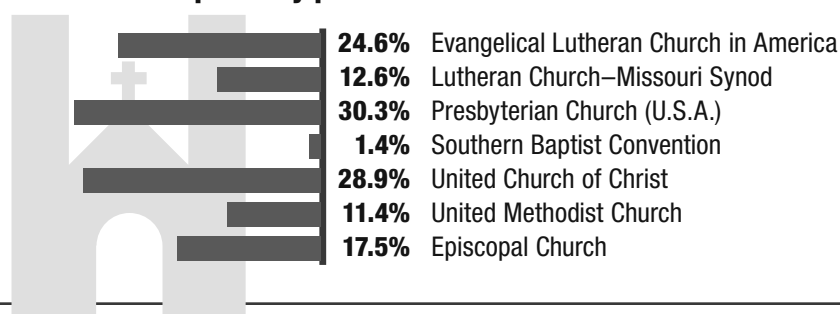 24.6% Evangelical Lutheran Church in America
12.6% Lutheran Church–Missouri Synod
30.3% Presbyterian Church (U.S.A.)
1.4% Southern Baptist Convention
28.9% United Church of Christ
11.4% United Methodist Church
17.5% Episcopal Church